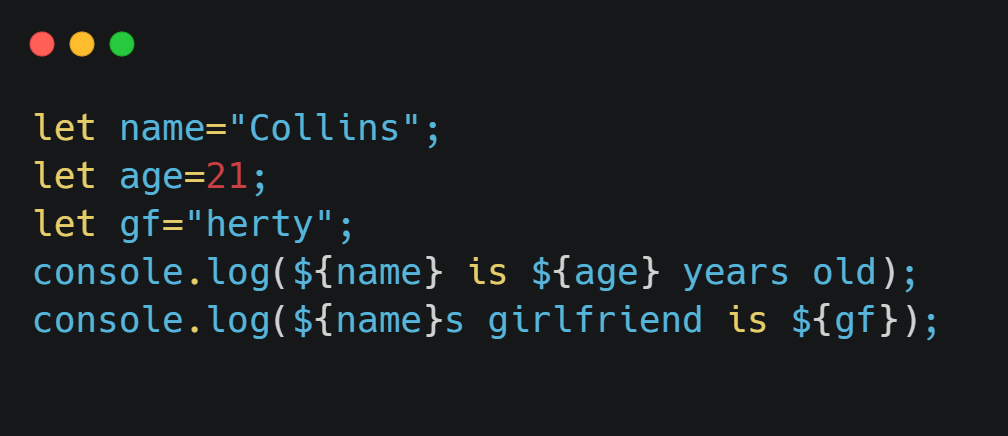 let name="Collins";
let age=21;
let gf="herty";
console.log(${name} is ${age} years old);
console.log(${name}s girlfriend is ${gf});